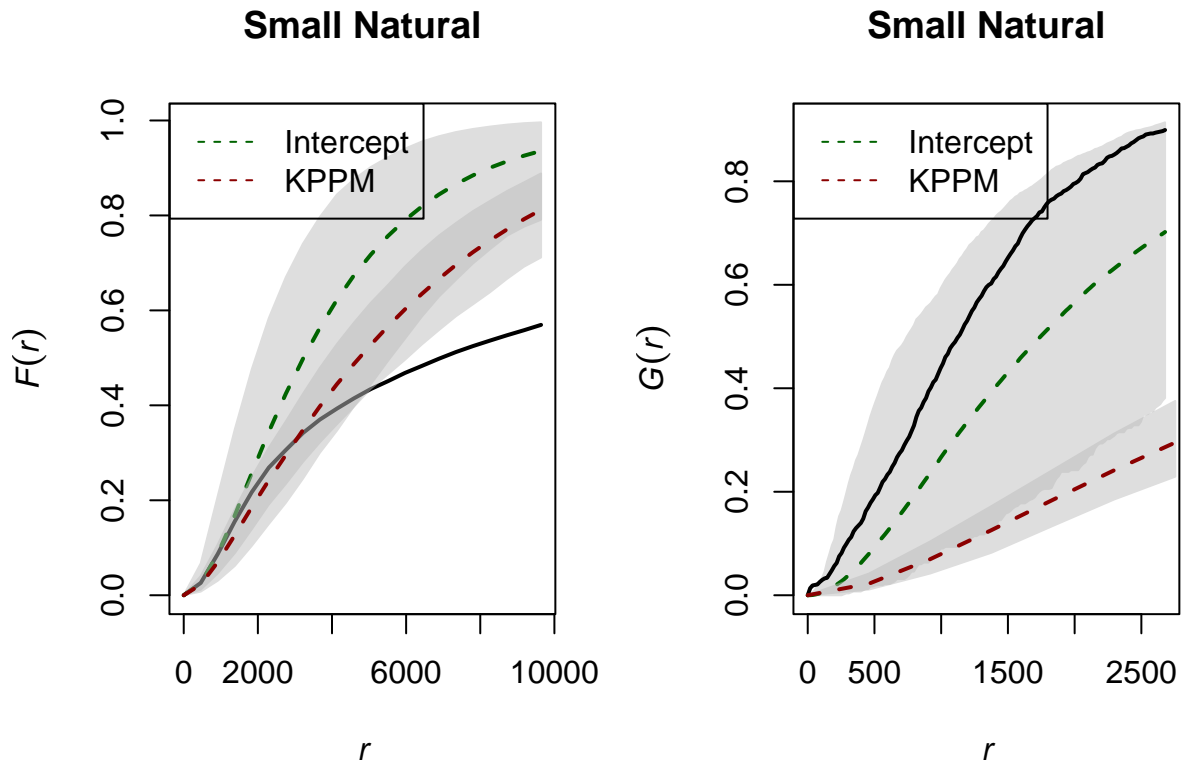 Small Natural
Intercept
KPPM
F(r)
1.0
0.8
0.6
0.4
0.2
0.0
0 2000 6000 10000
r
Small Natural
Intercept
KPPM
G(r)
0.8
0.6
0.4
0.2
0.0
0 500 1500 2500
r